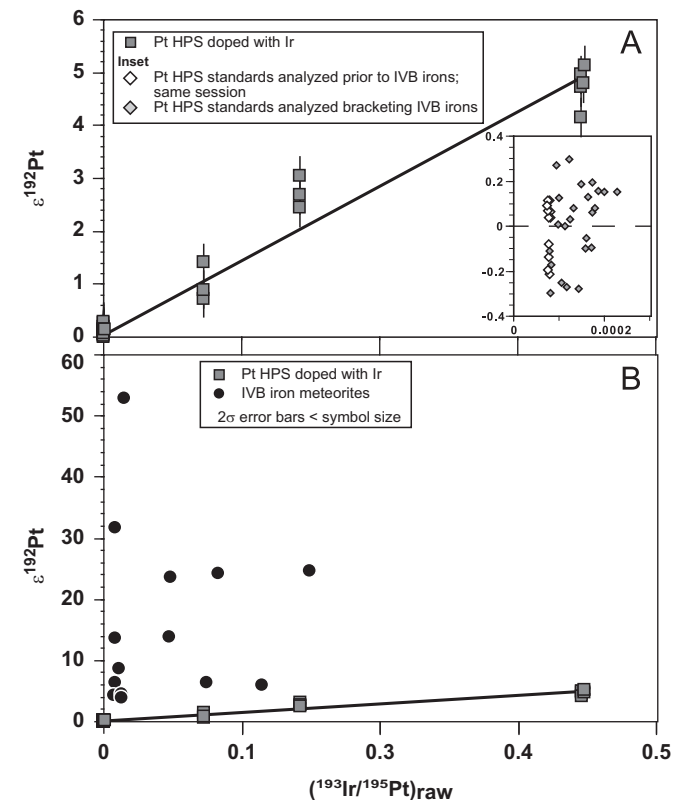 6
5
4
3
2
1
0
ε192Pt
A
Pt HPS doped with Ir
Inset
Pt HPS standards analyzed prior to IVB irons;
same session
Pt HPS standards analyzed bracketing IVB irons
0.4
0.2
0
-0.2
-0.4
0
0.0002
60
50
40
30
20
10
0
ε192Pt
B
Pt HPS doped with Ir
IVB iron meteorites
2σ error bars < symbol size
0
0.1
0.3
0.4
0.5
(193Ir/195Pt)raw